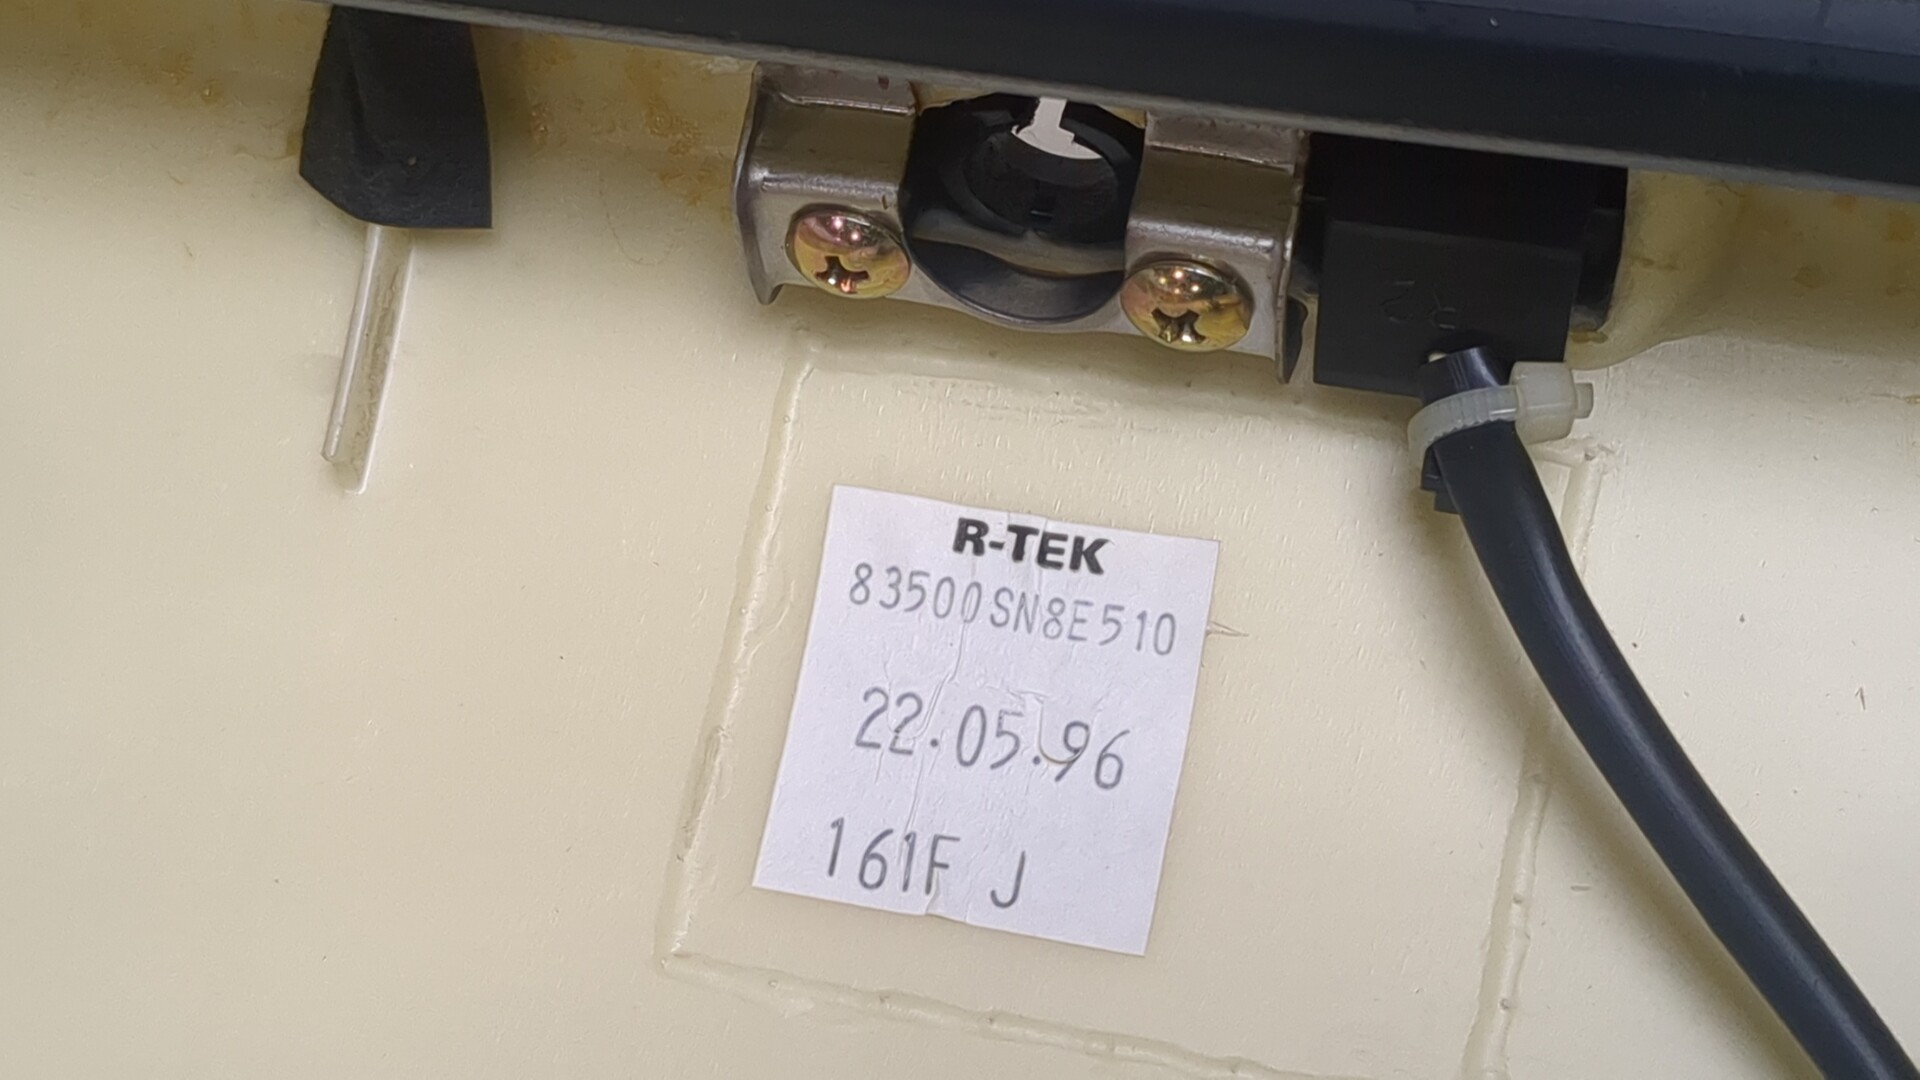 R-TEK
83500SN8E510
22.05.96
161F J